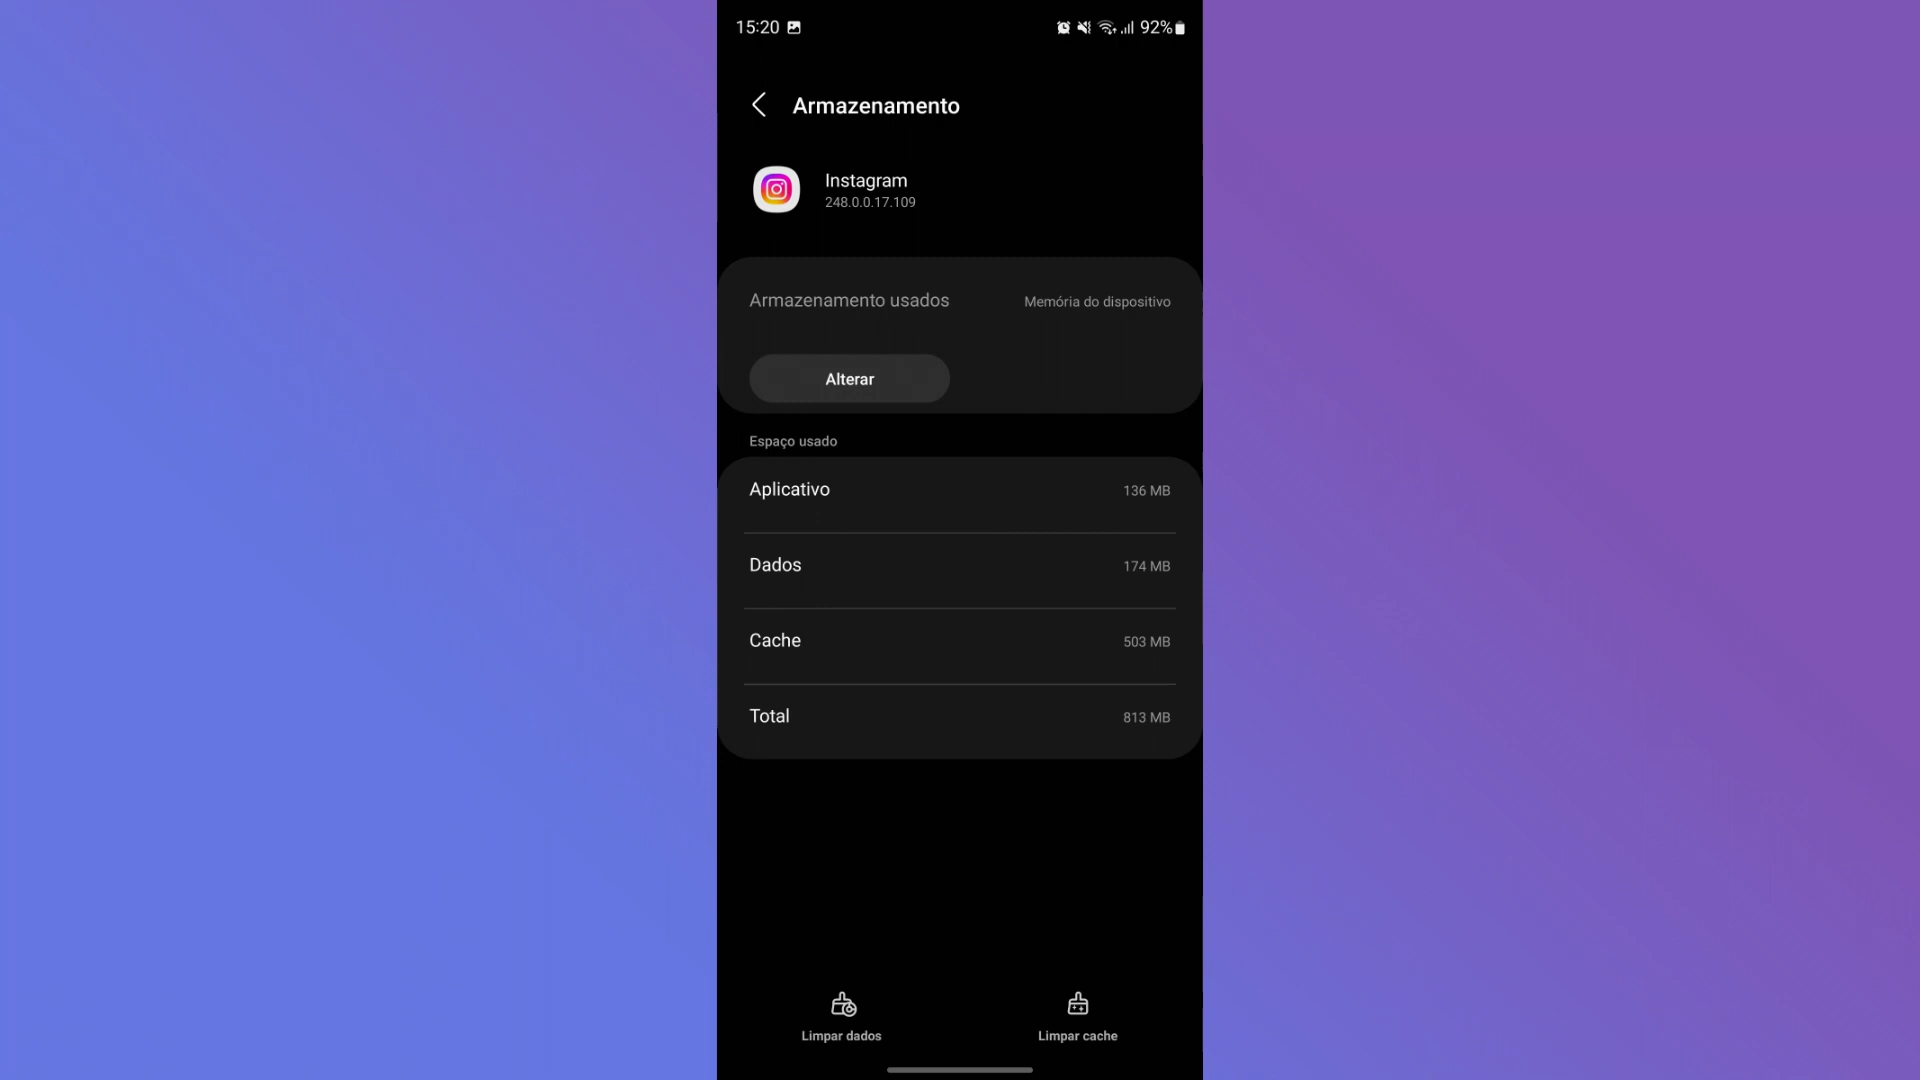 15:20 92%
Armazenamento
Instagram
248.0.0.17.109
Armazenamento usados Memória do dispositivo
Alterar
Espaço usado
Aplicativo 136 MB
Dados 174 MB
Cache 503 MB
Total 813 MB
Limpar dados Limpar cache